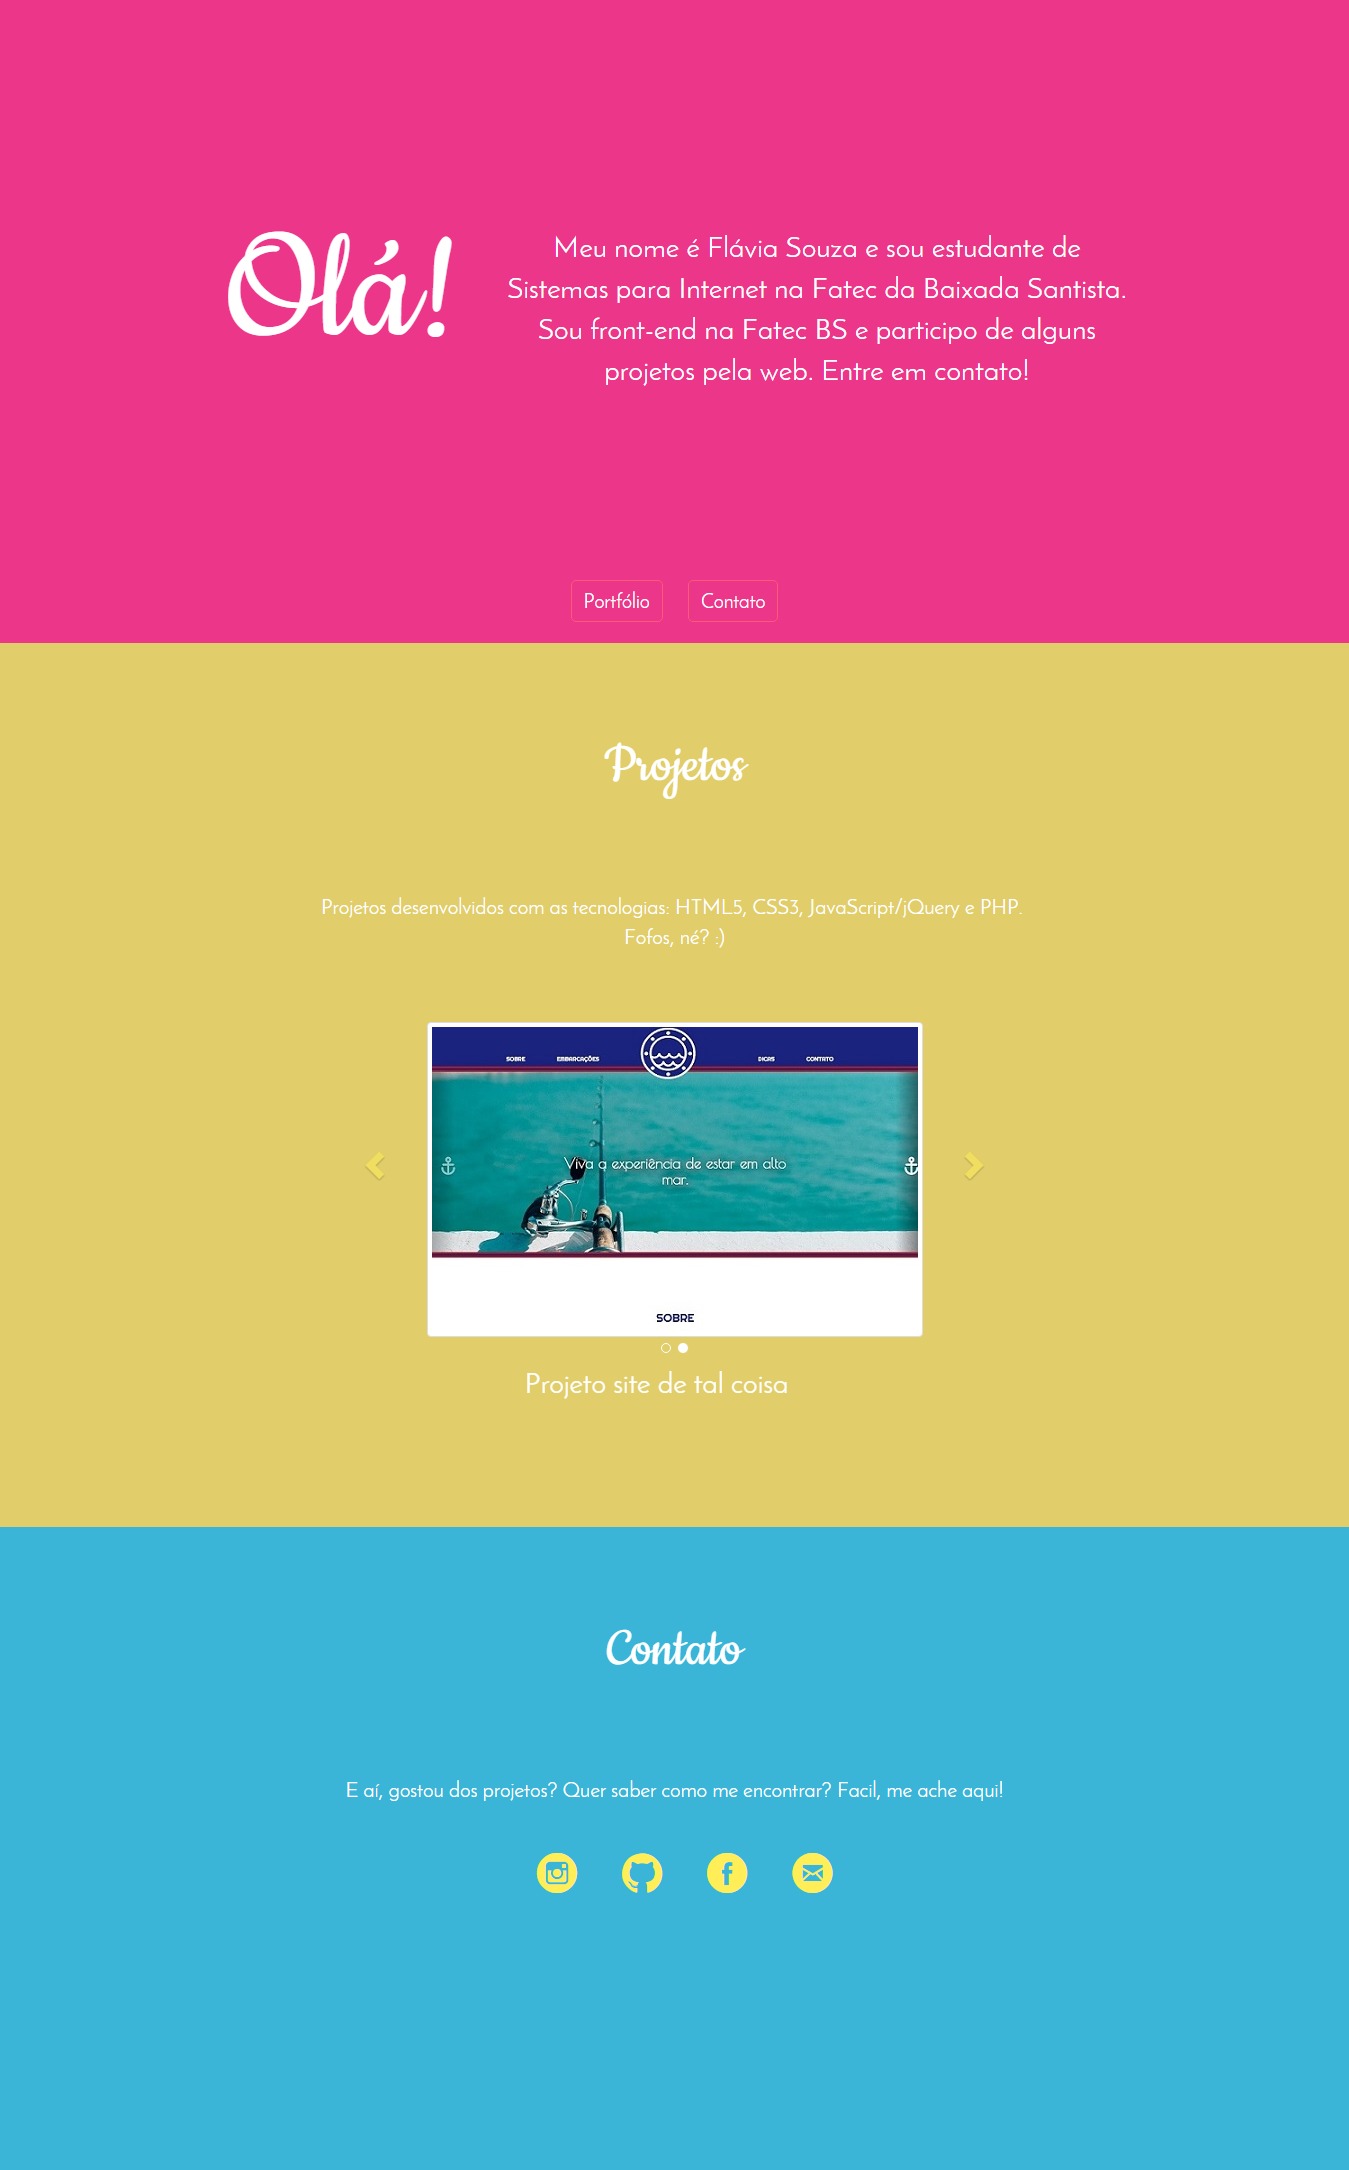 Olá!
Meu nome é Flávia Souza e sou estudante de
Sistemas para Internet na Fatec da Baixada Santista.
Sou front-end na Fatec BS e participo de alguns
projetos pela web. Entre em contato!
Portfólio Contato
Projetos
Projetos desenvolvidos com as tecnologias: HTML5, CSS3, JavaScript/jQuery e PHP.
Fofos, né? :)
SOBRE EMBARCAÇÕES DICAS CONTATO
Viva a experiência de estar em alto
mar.
SOBRE
Projeto site de tal coisa
Contato
E aí, gostou dos projetos? Quer saber como me encontrar? Facil, me ache aqui!